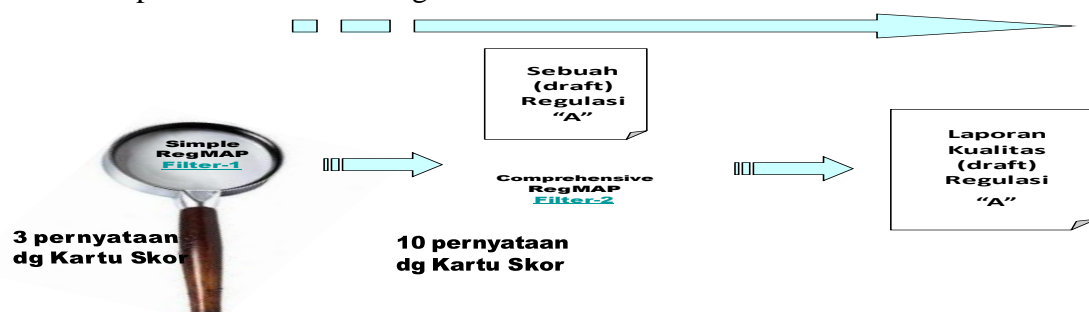 Sebuah
(draft)
Regulasi
“A”
Simple
RegMAP
Filter-1
Comprehensive
RegMAP
Filter-2
Laporan
Kualitas
(draft)
Regulasi
“A”
3 pernyataan
dg Kartu Skor
10 pernyataan
dg Kartu Skor